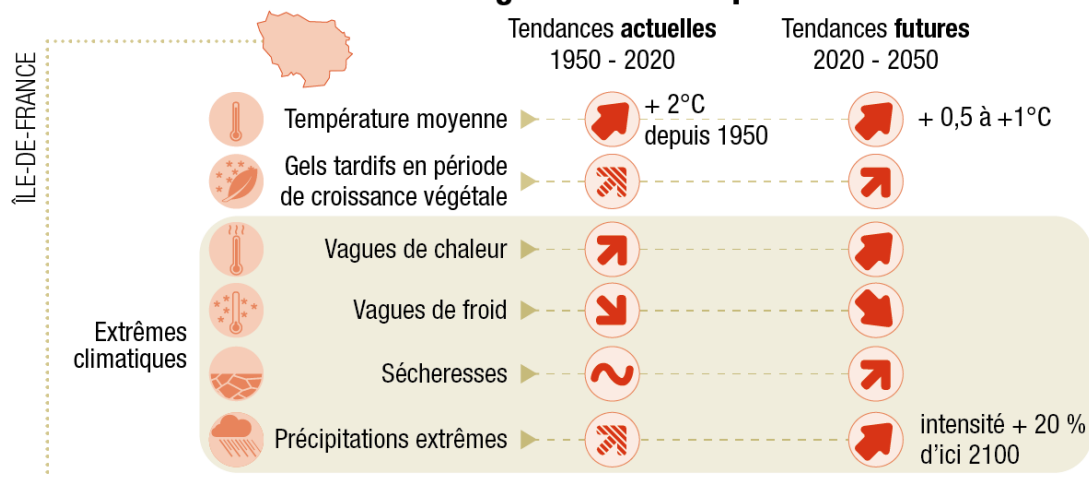 Tendances actuelles
1950 - 2020
Tendances futures
2020 - 2050
ÎLE-DE-FRANCE
Température moyenne
+ 2°C
depuis 1950
+ 0,5 à +1°C
Gels tardifs en période
de croissance végétale
Extrêmes
climatiques
Vagues de chaleur
Vagues de froid
Sécheresses
Précipitations extrêmes
intensité + 20 %
d'ici 2100